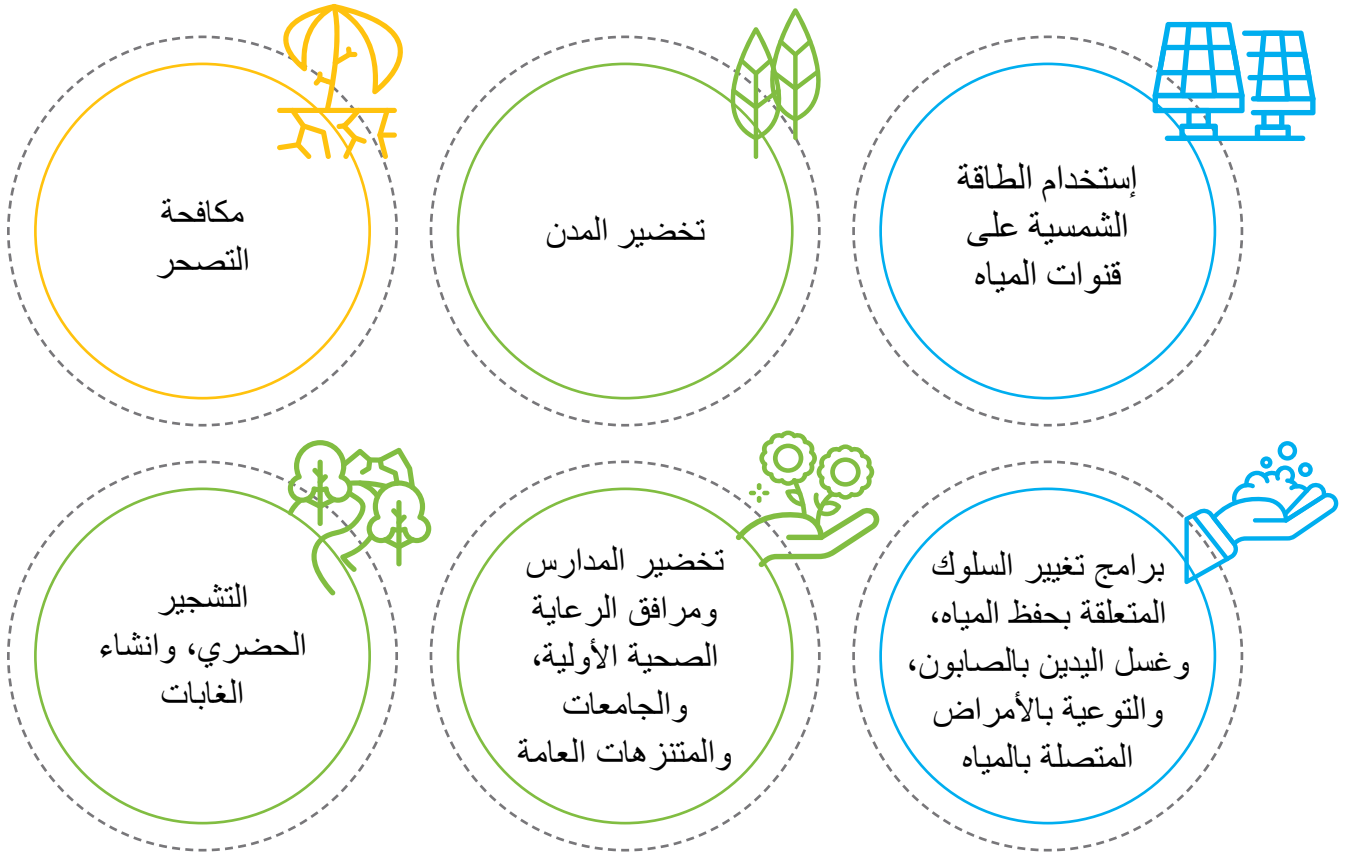 إستخدام الطاقة
الشمسية على
قنوات المياه
تخضير المدن
مكافحة
التصحر
برامج تغيير السلوك
المتعلقة بحفظ المياه،
وغسل اليدين بالصابون،
والتوعية بالأمراض
المتصلة بالمياه
تخضير المدارس
ومرافق الرعاية
الصحية الأولية،
والجامعات
والمتنزهات العامة
التشجير
الحضري، وانشاء
الغابات